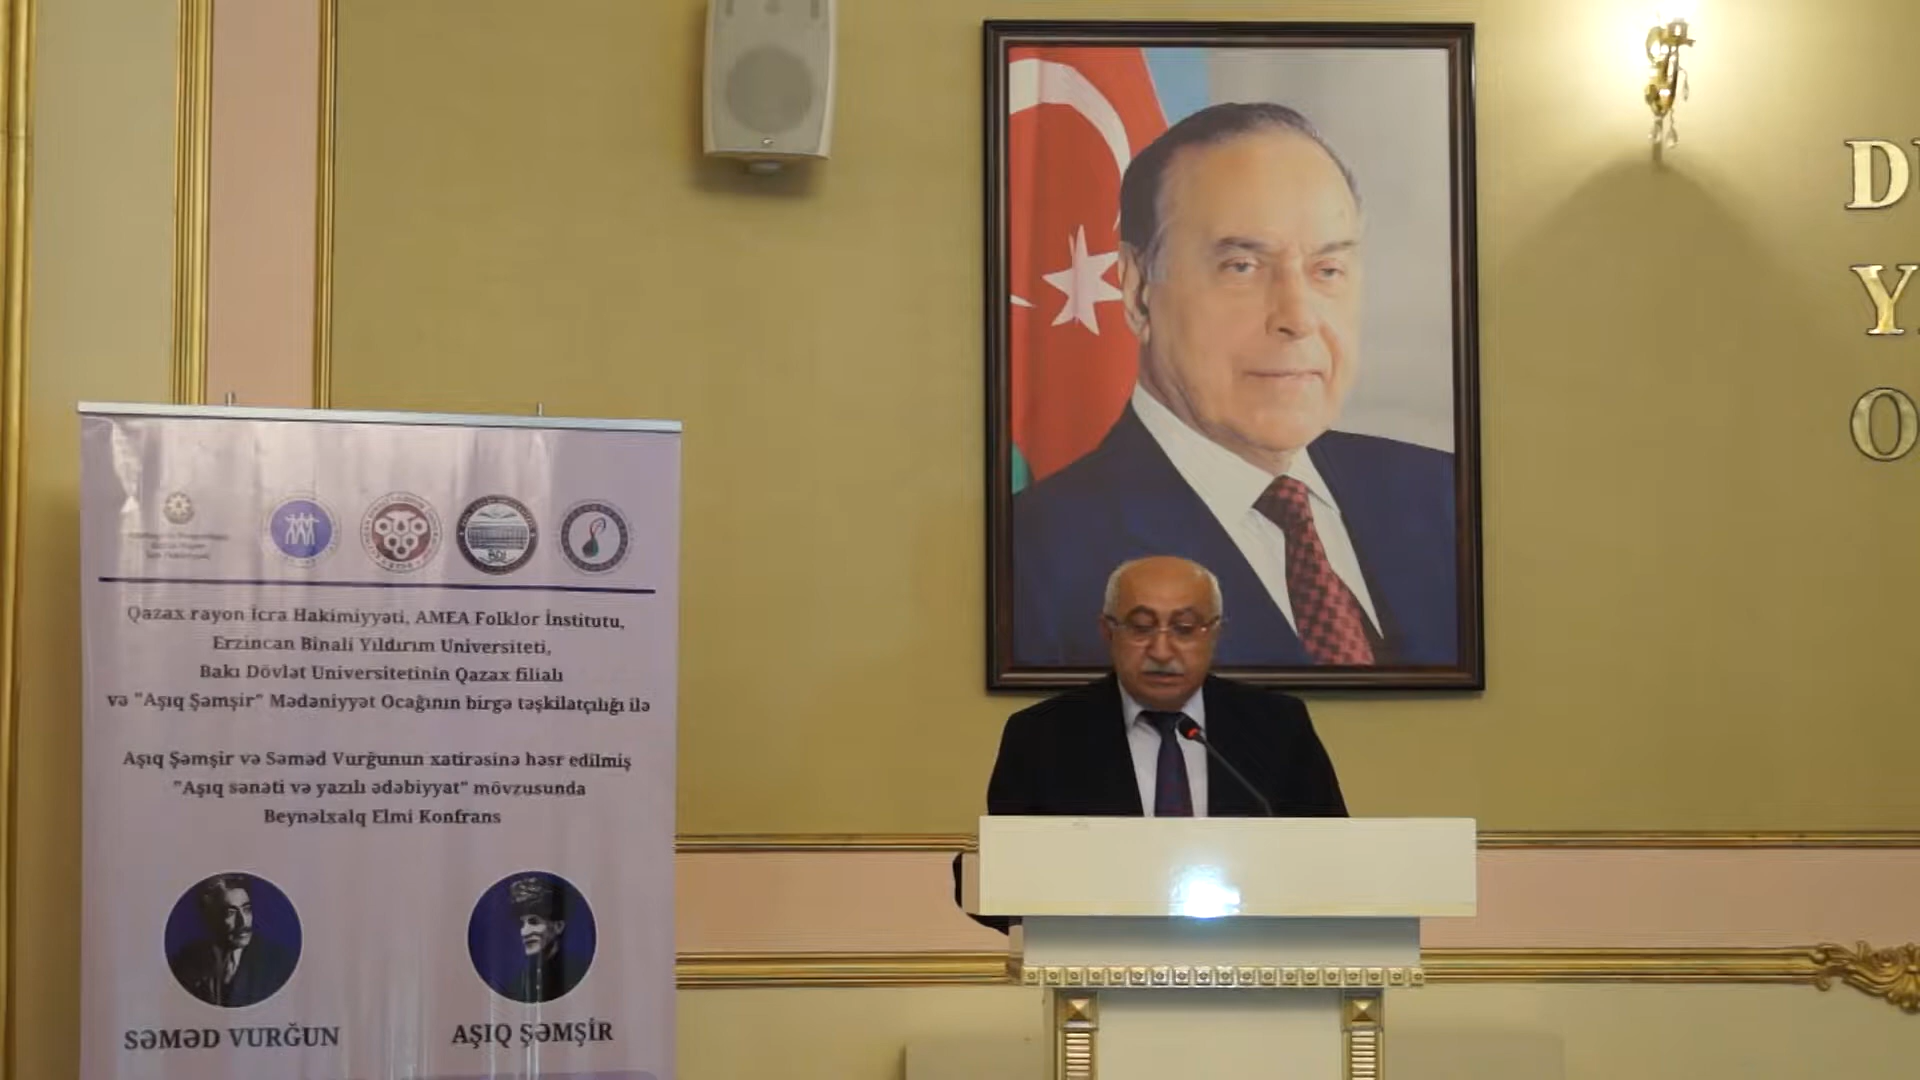 Qazax rayon İcra Hakimiyyəti, AMEA Folklor İnstitutu,
Erzincan Binali Yıldırım Universiteti,
Bakı Dövlət Universitetinin Qazax filialı
və "Aşıq Şəmşir" Mədəniyyət Ocağının birgə təşkilatçılığı ilə
Aşıq Şəmşir və Səməd Vurğunun xatirəsinə həsr edilmiş
"Aşıq sənəti və yazılı ədəbiyyat" mövzusunda
Beynəlxalq Elmi Konfrans
SƏMƏD VURĞUN
AŞIQ ŞƏMŞİR